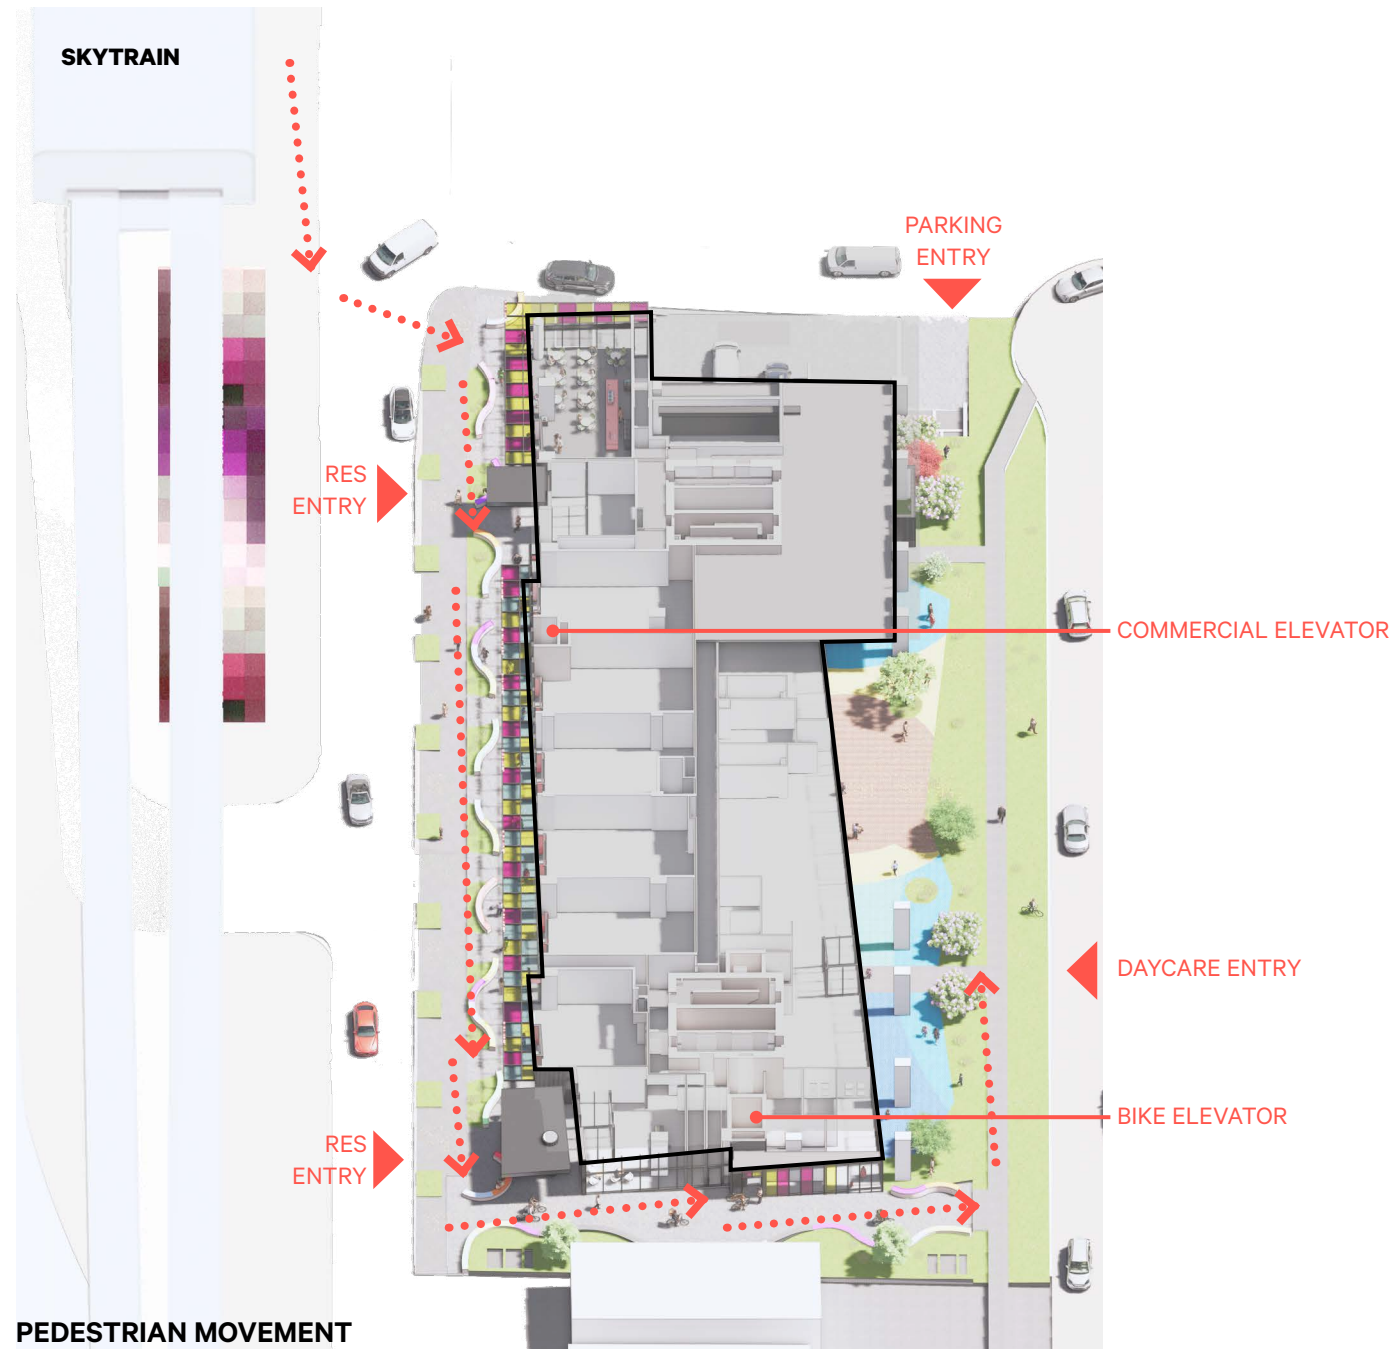 SKYTRAIN
PARKING
ENTRY
RES
ENTRY
COMMERCIAL ELEVATOR
DAYCARE ENTRY
BIKE ELEVATOR
RES
ENTRY
PEDESTRIAN MOVEMENT